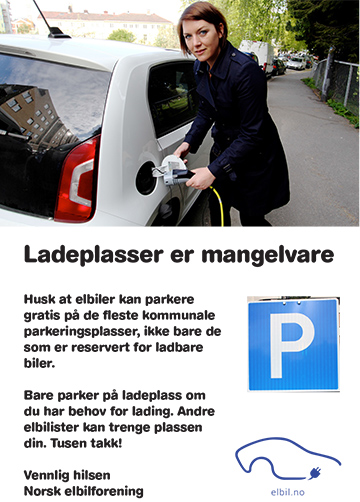 Ladeplasser er mangelvare
Husk at elbiler kan parkere
gratis på de fleste kommunale
parkeringsplasser, ikke bare de
som er reservert for ladbare
biler.
Bare parker på ladeplass om
du har behov for lading. Andre
elbilister kan trenge plassen
din. Tusen takk!
Vennlig hilsen
Norsk elbilforening
P
elbil.no